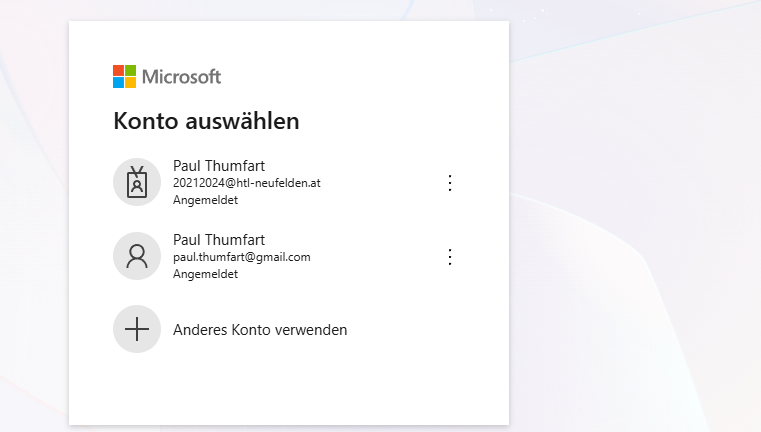 Microsoft
Konto auswählen
Paul Thumfart
20212024@htl-neufelden.at
Angemeldet
Paul Thumfart
paul.thumfart@gmail.com
Angemeldet
Anderes Konto verwenden